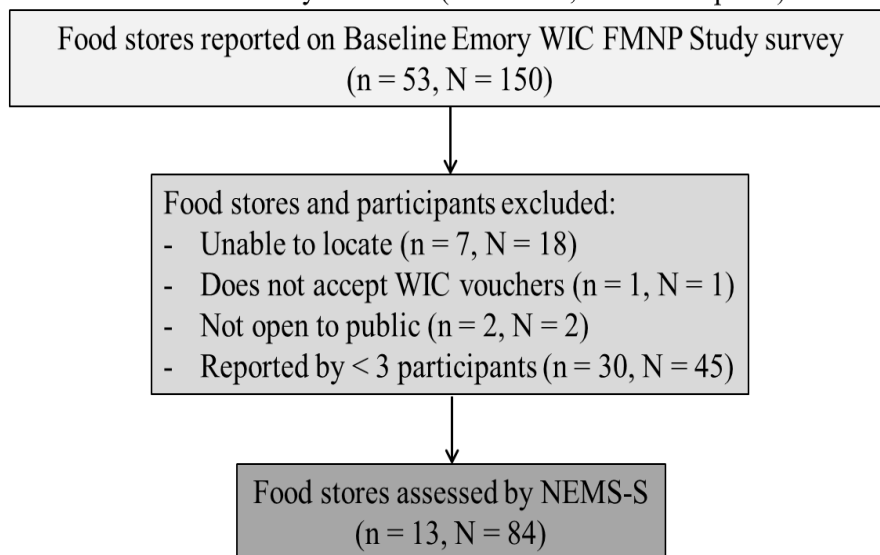 Food stores reported on Baseline Emory WIC FMNP Study survey
(n = 53, N = 150)
Food stores and participants excluded:
- Unable to locate (n = 7, N = 18)
- Does not accept WIC vouchers (n = 1, N = 1)
- Not open to public (n = 2, N = 2)
- Reported by < 3 participants (n = 30, N = 45)
Food stores assessed by NEMS-S
(n = 13, N = 84)